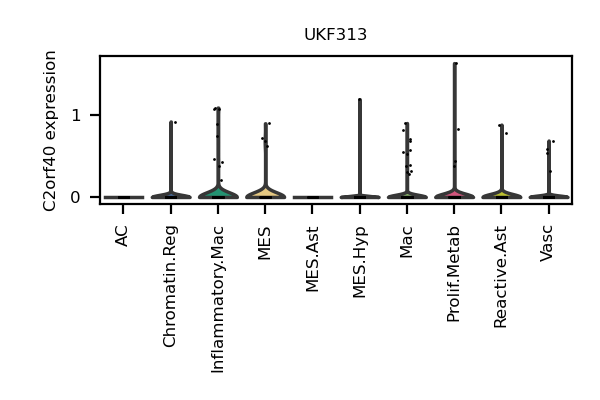 UKF313
C2orf40 expression
1
0
AC
Chromatin.Reg
Inflammatory.Mac
MES
MES.Ast
MES.Hyp
Mac
Prolif.Metab
Reactive.Ast
Vasc